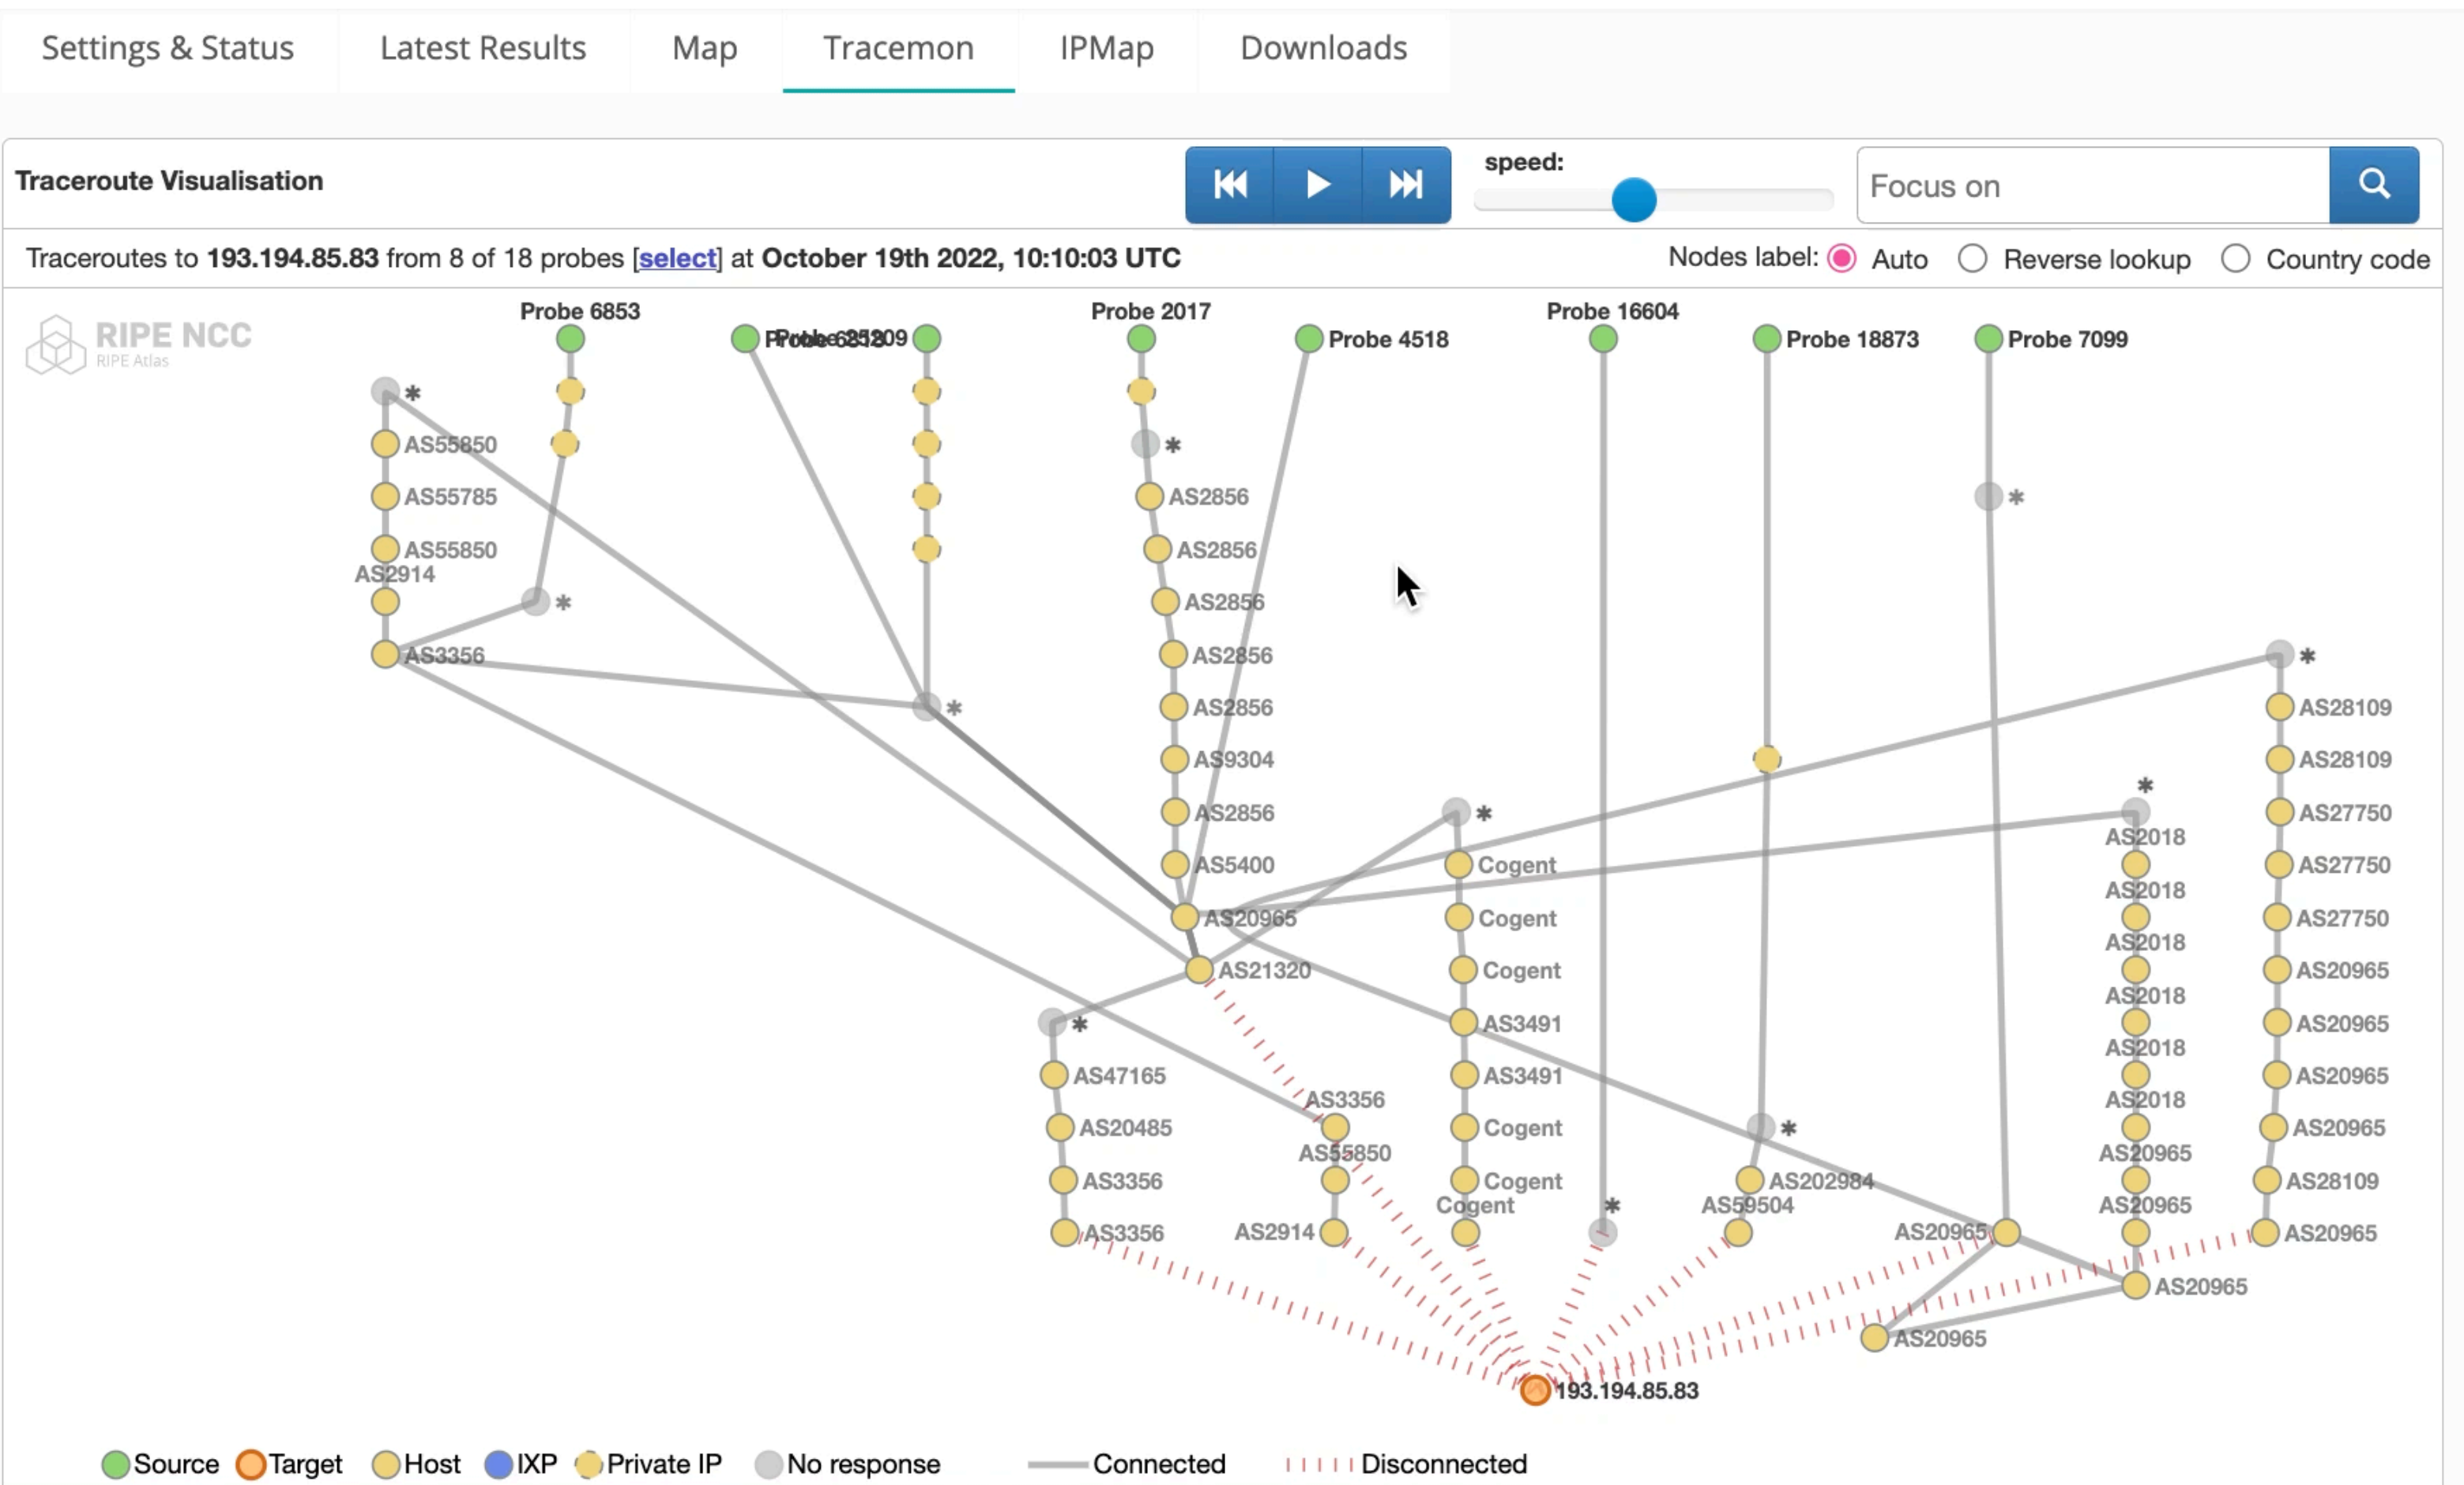 Settings & Status Latest Results Map Tracemon IPMap Downloads
Traceroute Visualisation
speed:
Focus on
Traceroutes to 193.194.85.83 from 8 of 18 probes [select] at October 19th 2022, 10:10:03 UTC
Nodes label: Auto Reverse lookup Country code
RIPE NCC
RIPE Atlas
Probe 6853 Probe 2017 Probe 16604
Probe 4518 Probe 18873 Probe 7099
*
AS55850 *
AS55785 AS2856 *
AS55850 AS2856
AS2914
* AS2856
AS3356 AS2856 *
* AS2856 AS28109
AS9304 AS28109
*
AS2856 * AS27750
AS2018
AS5400 Cogent AS27750
AS2018
AS20965 Cogent AS27750
AS2018
AS21320 Cogent AS20965
AS2018
* AS3491 AS20965
AS2018
AS47165 AS3491 AS20965
AS3356 AS2018
AS20485 Cogent * AS20965
AS55850 AS20965
AS3356 Cogent AS202984 AS28109
Cogent * AS59504 AS20965
AS3356 AS2914 AS20965 AS20965
AS20965
AS20965
193.194.85.83
Source Target Host IXP Private IP No response Connected Disconnected